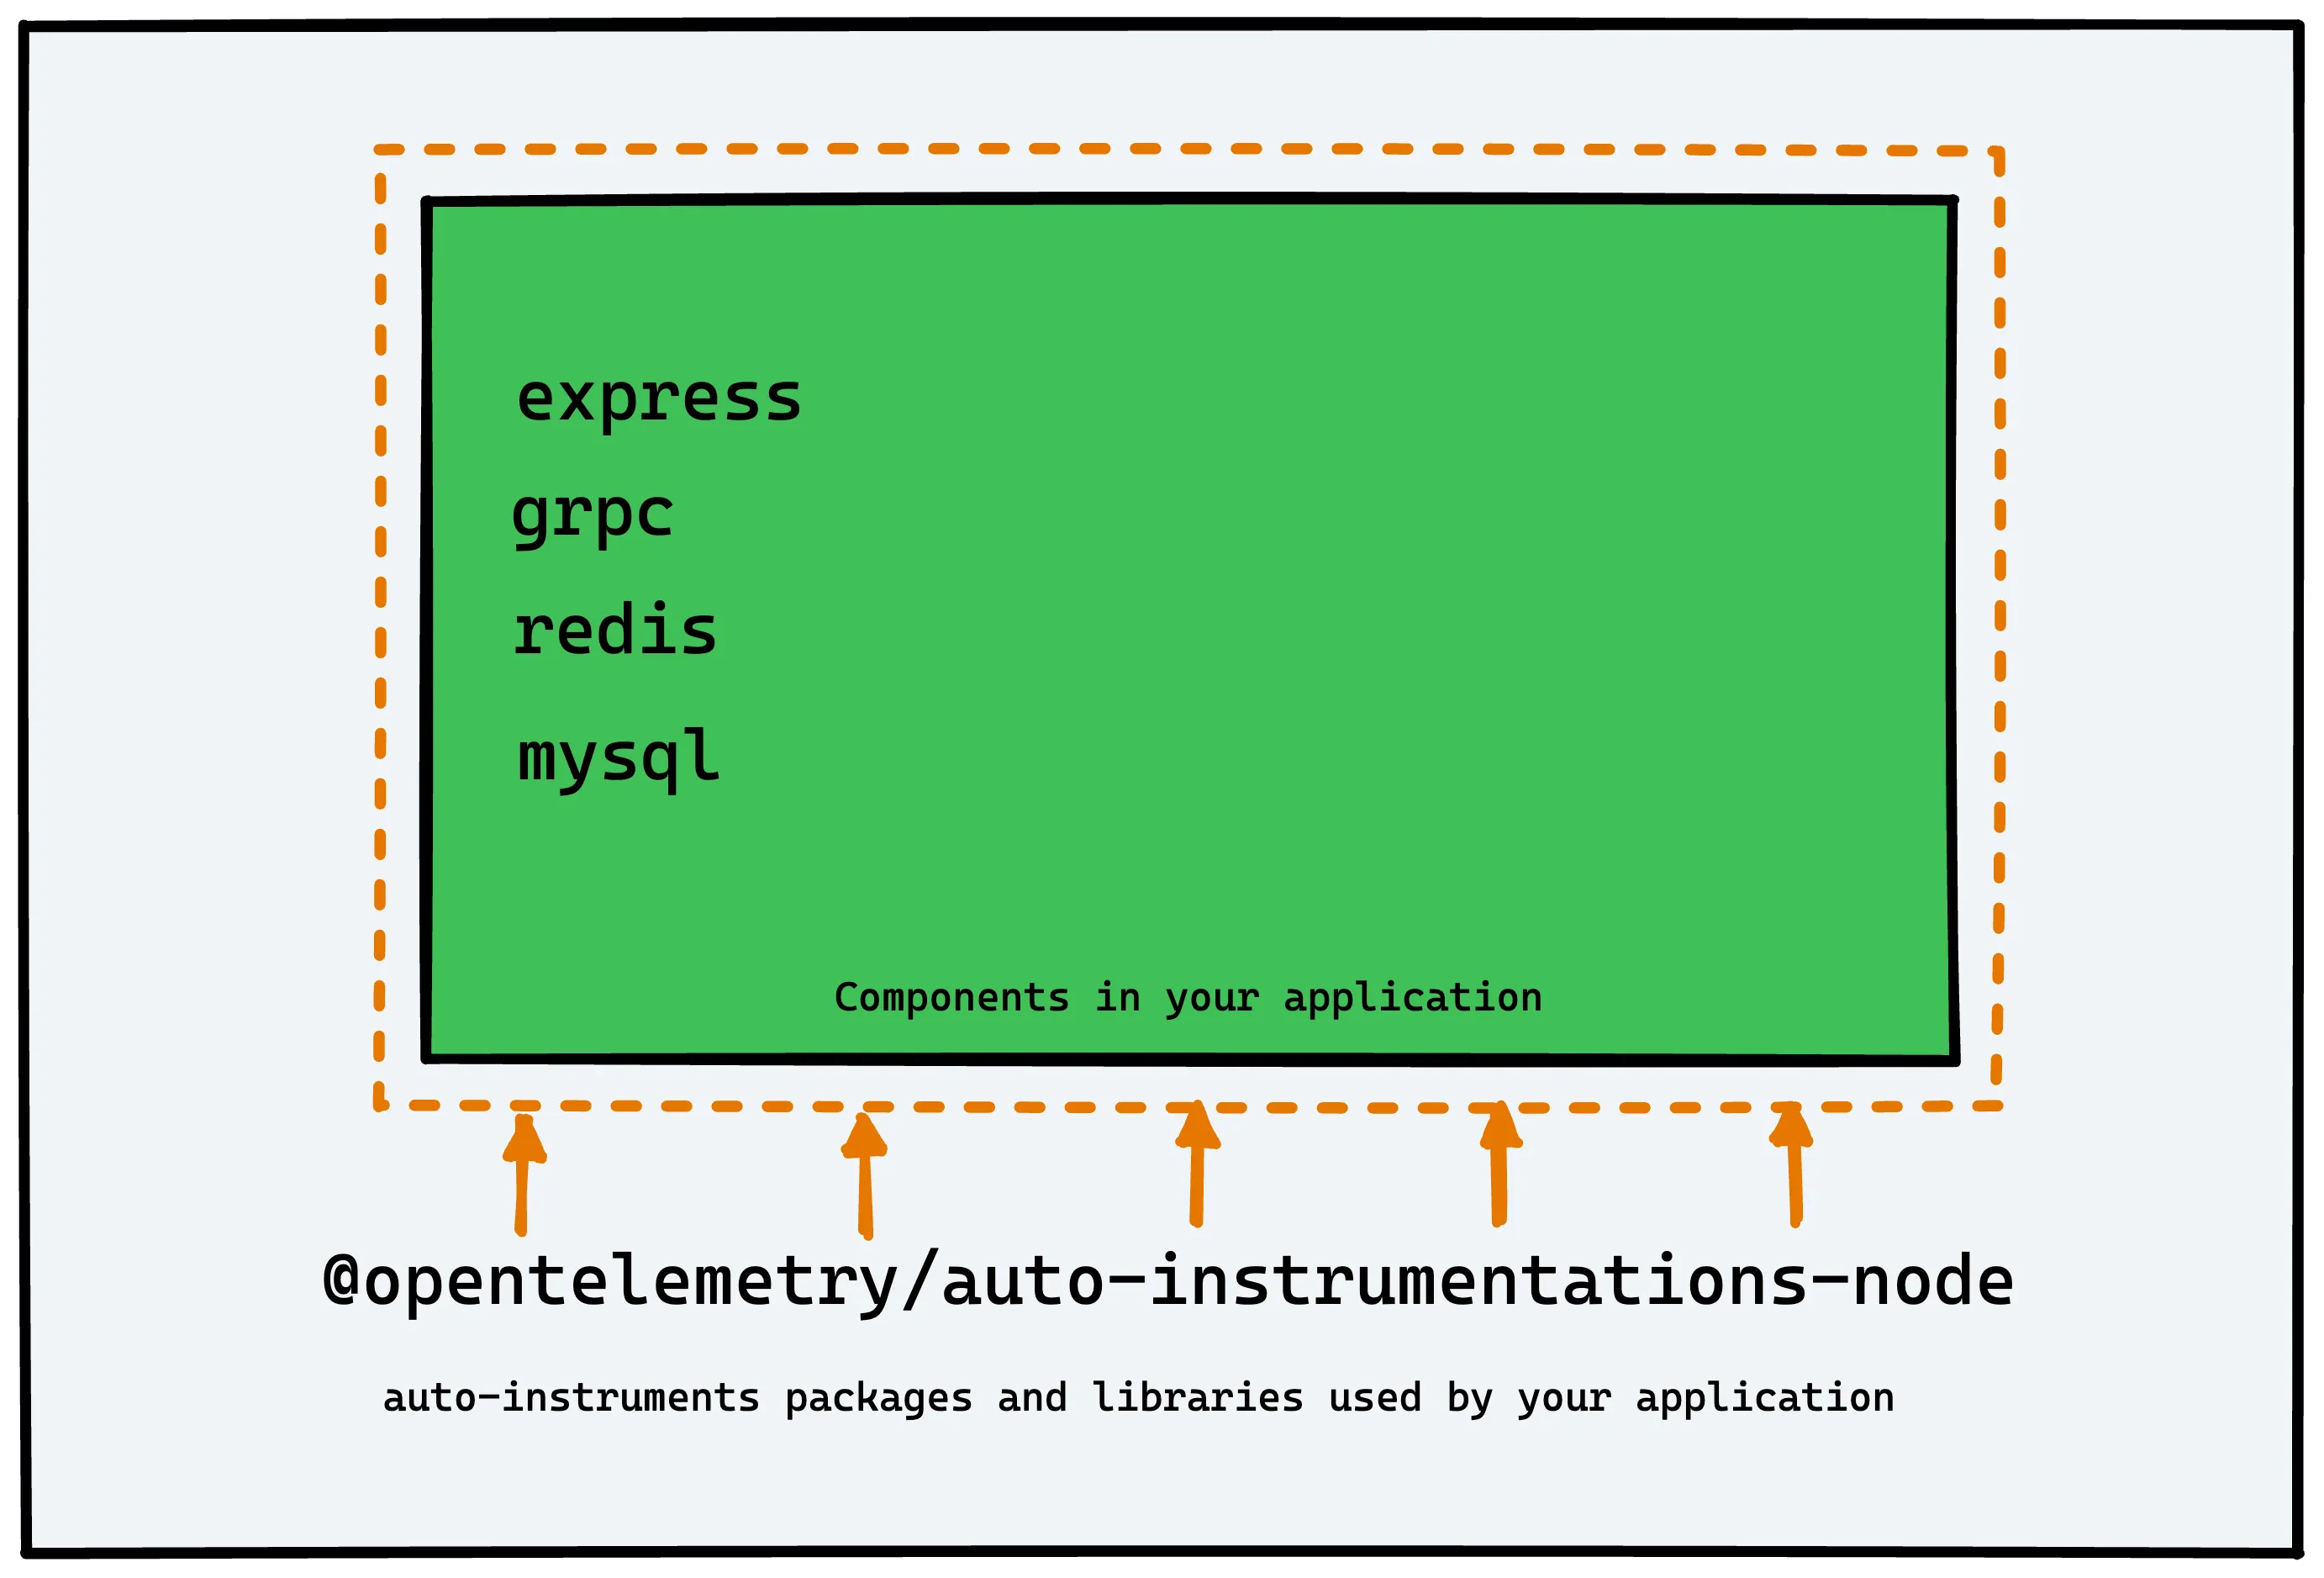 express
grpc
redis
mysql
Components in your application
@opentelemetry/auto-instrumentations-node
auto-instruments packages and libraries used by your application